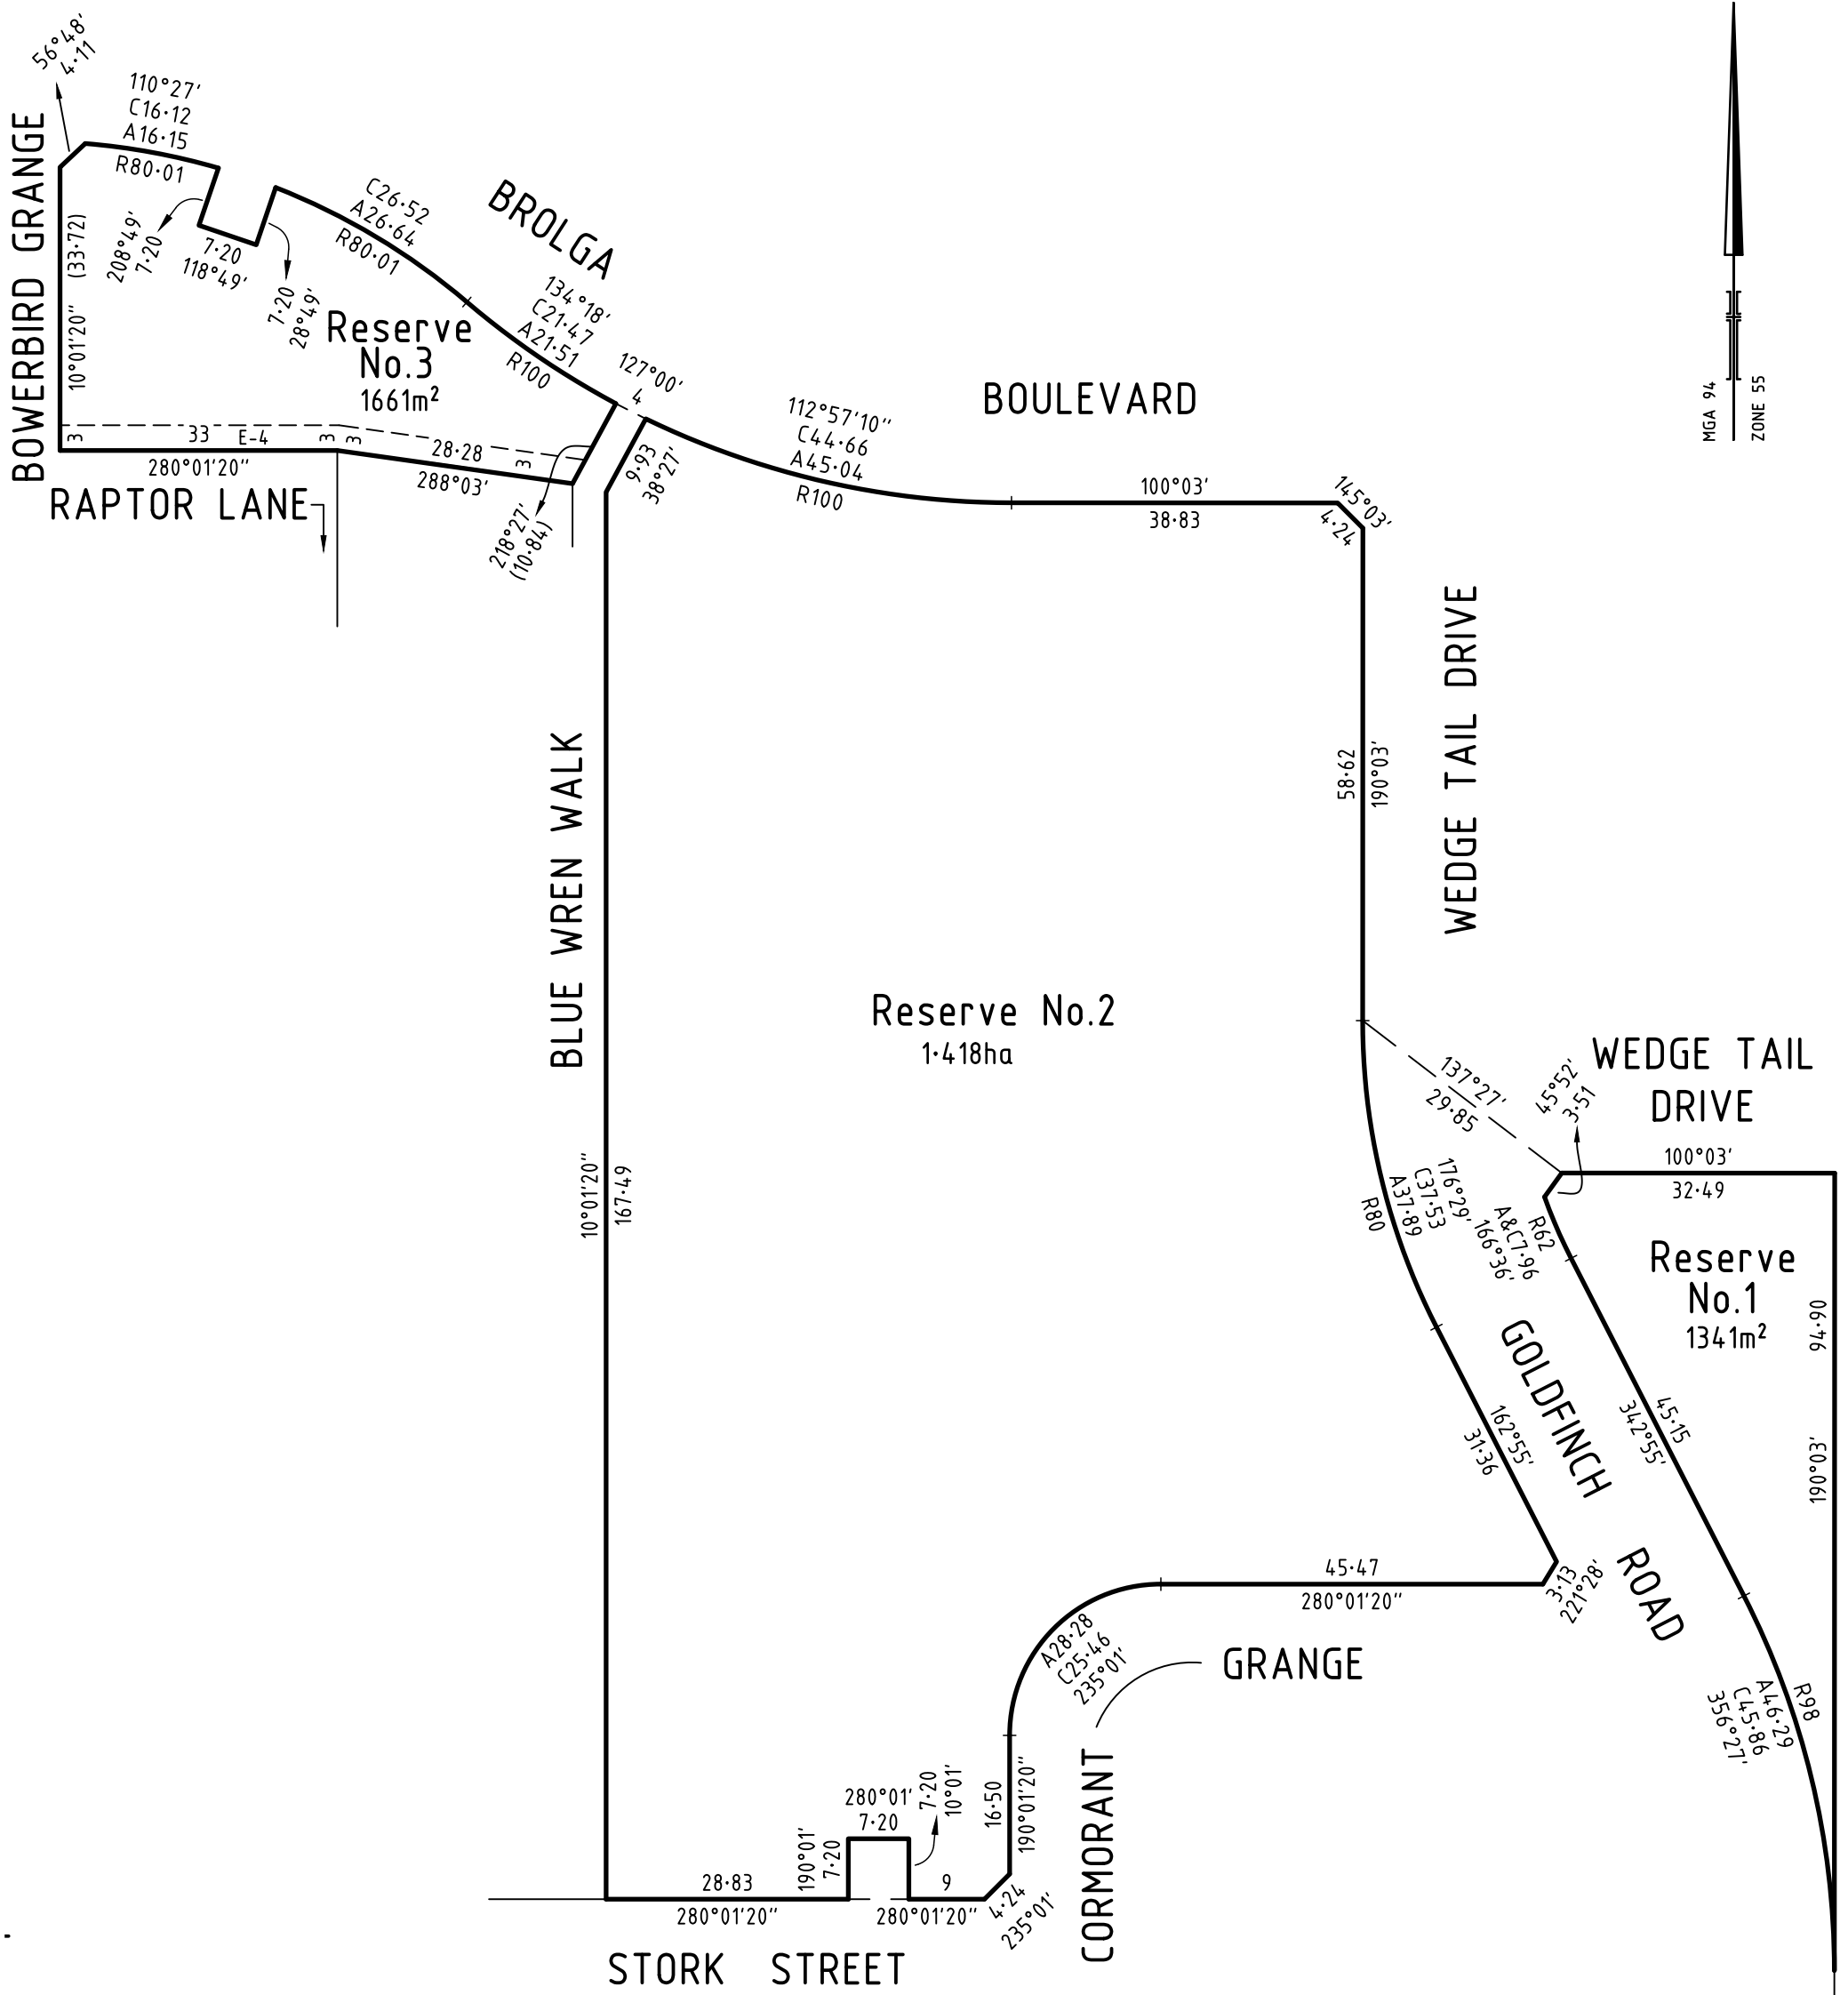 56°48'
4·11
110°27'
C16·12
A16·15
R80·01
BOWERBIRD GRANGE
(33·72)
10°01'20"
208°49'
7·20
7·20
118°49'
7·20
28°49'
C26·52
A26·64
R80·01
BROLGA
134°18'
C21·47
A21·51
R100
Reserve
No.3
1661m²
127°00'
4
BOULEVARD
112°57'10"
C44·66
A45·04
R100
MGA 94
ZONE 55
3
33
E-4
3
3
28·28
3
280°01'20"
288°03'
RAPTOR LANE
218°27'
(10·84)
9·93
38°27'
100°03'
38·83
145°03'
4·24
WEDGE TAIL DRIVE
58·62
190°03'
BLUE WREN WALK
10°01'20"
167·49
Reserve No.2
1·418ha
137°27'
29·85
45°52'
3·51
WEDGE TAIL
DRIVE
100°03'
32·49
176°29'
C37·53
A37·89
R80
R62
A&C7·96
166°36'
Reserve
No.1
1341m²
94·90
190°03'
GOLDFINCH ROAD
45·15
342°55'
162°55'
31·36
3·13
221°28'
45·47
280°01'20"
A28·28
C25·46
235°01'
GRANGE
CORMORANT
R98
A46·29
C45·86
356°27'
16·50
190°01'20"
280°01'
7·20
7·20
10°01'
190°01'
7·20
28·83
280°01'20"
9
280°01'20"
4·24
235°01'
STORK STREET